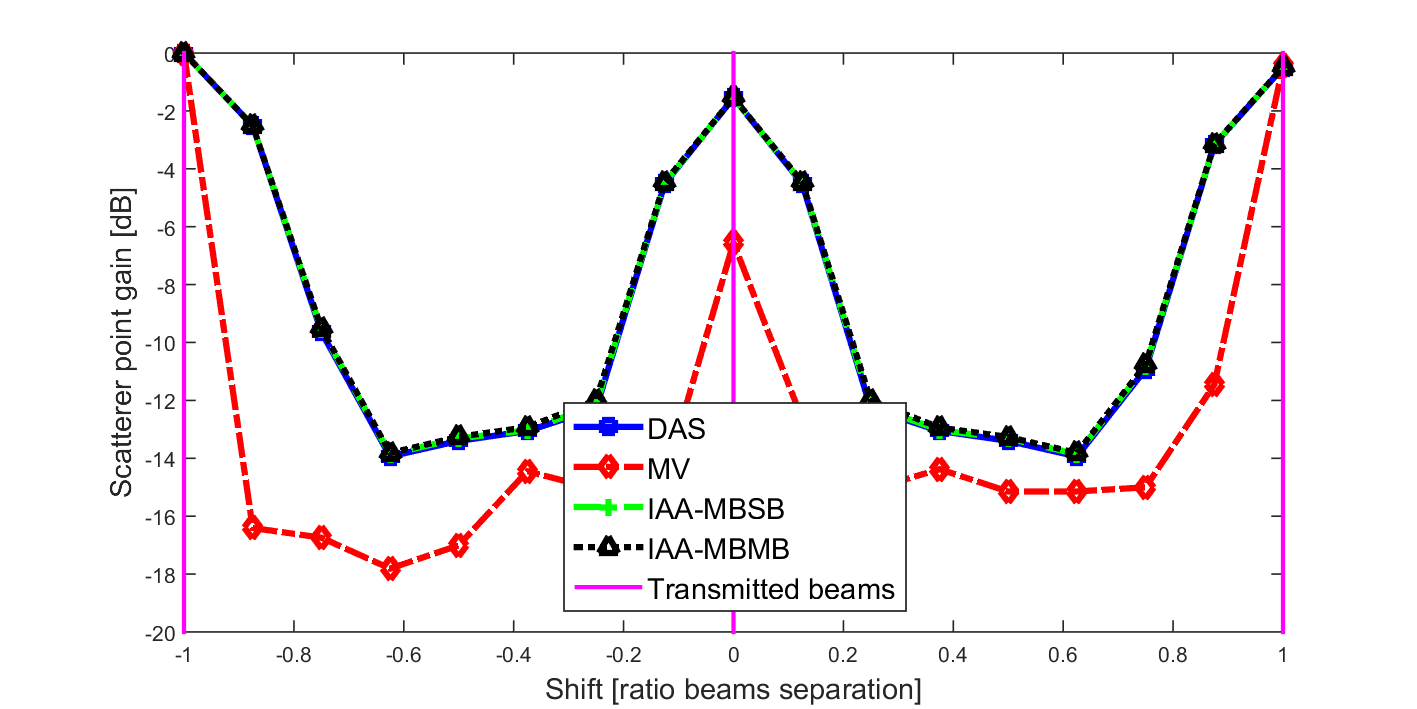 Scatterer point gain [dB]
0
-2
-4
-6
-8
-10
-12
-14
-16
-18
-20
DAS
MV
IAA-MBSB
IAA-MBMB
Transmitted beams
-1 -0.8 -0.6 -0.4 -0.2 0 0.2 0.4 0.6 0.8 1
Shift [ratio beams separation]